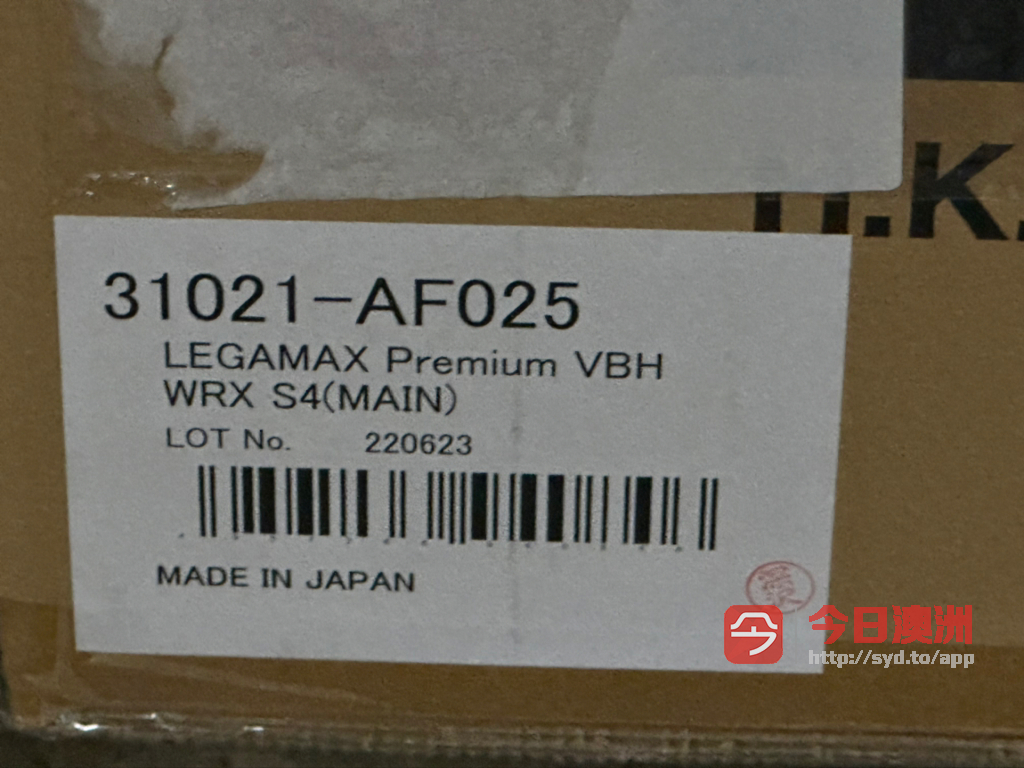 H.K.
31021-AF025
LEGAMAX Premium VBH
WRX S4(MAIN)
LOT No. 220623
MADE IN JAPAN
今日澳洲
http://syd.to/app